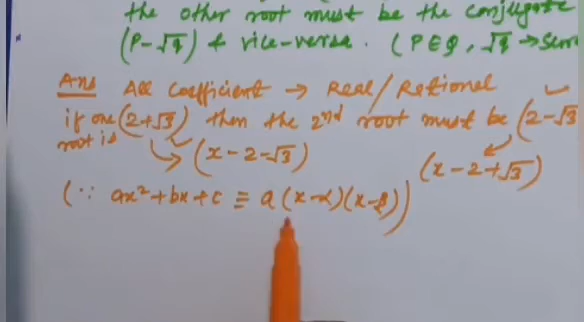 the other root must be the conjugate
(P-√q) & vice-versa. (P∈Q, √q →
Ans All Coefficient → Real/Rational
if one (2+√3) then the 2nd root must be (2-√3
root is (x-2-√3) (x-2+√3)
(∵ ax²+bx+c ≡ a(x-α)(x-β))